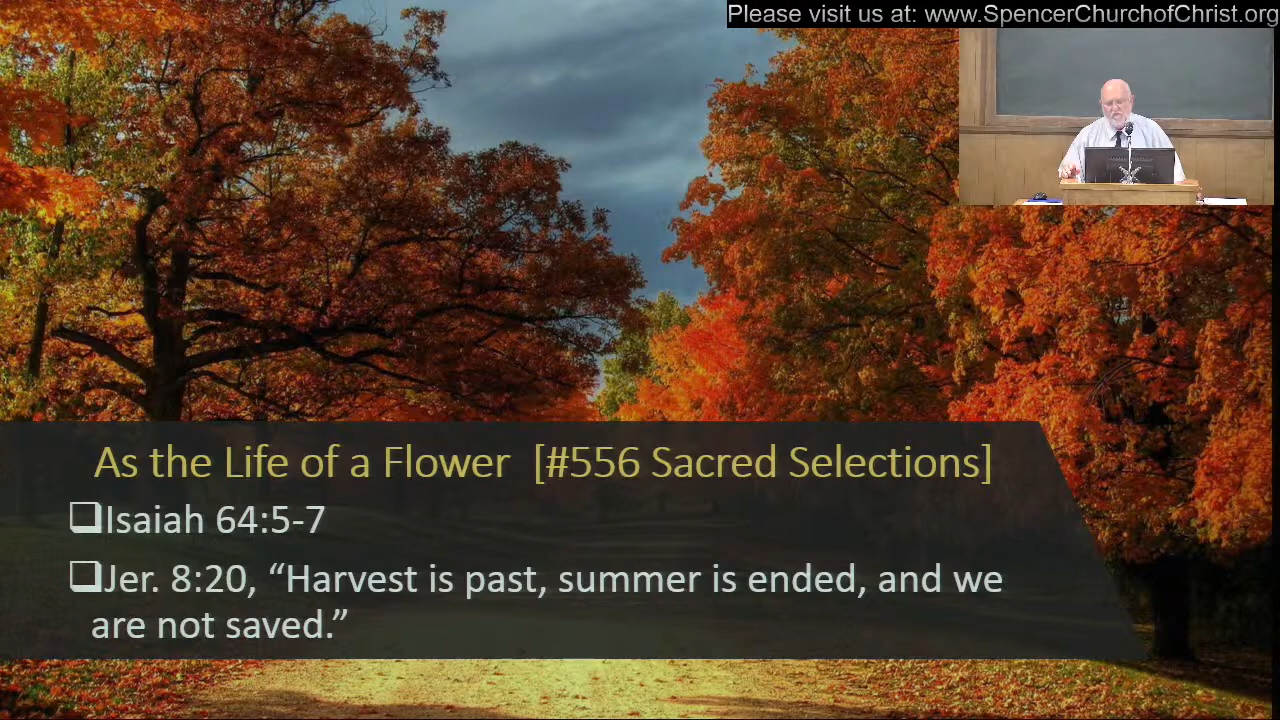 Please visit us at: www.SpencerChurchofChrist.org
As the Life of a Flower [#556 Sacred Selections]
❑Isaiah 64:5-7
❑Jer. 8:20, “Harvest is past, summer is ended, and we
are not saved.”